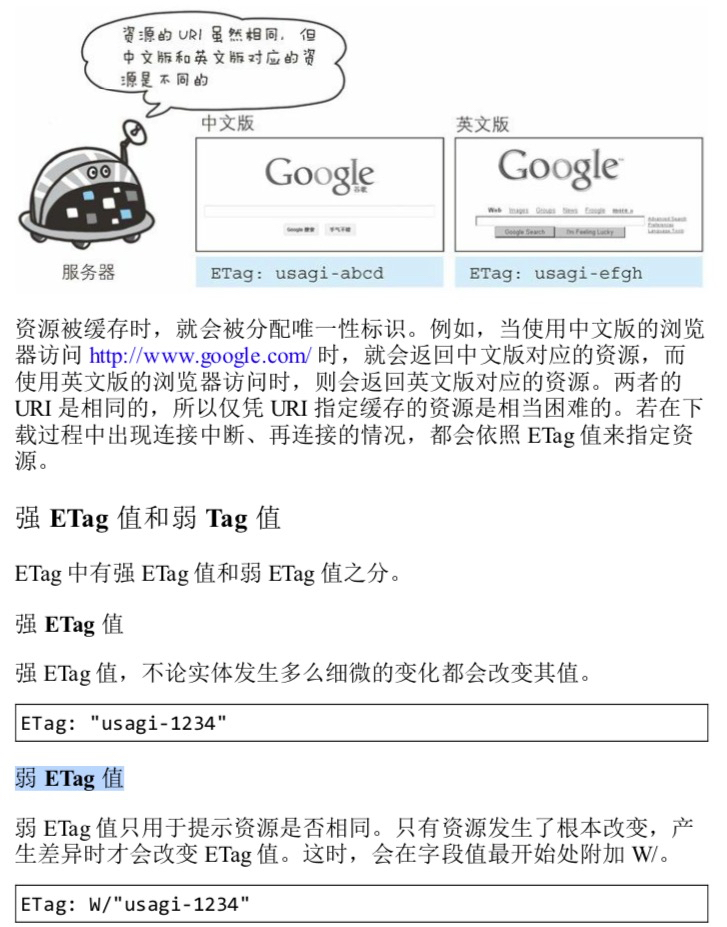 资源的 URI 虽然相同，但
中文版和英文版对应的资
源是不同的
中文版
英文版
Google
谷歌
Google 搜索 手气不错
Google
Web Images Groups News Froogle more »
Advanced Search
Preferences
Language Tools
Google Search I'm Feeling Lucky
服务器
ETag: usagi-abcd
ETag: usagi-efgh
资源被缓存时，就会被分配唯一性标识。例如，当使用中文版的浏览
器访问 http://www.google.com/ 时，就会返回中文版对应的资源，而
使用英文版的浏览器访问时，则会返回英文版对应的资源。两者的
URI 是相同的，所以仅凭 URI 指定缓存的资源是相当困难的。若在下
载过程中出现连接中断、再连接的情况，都会依照 ETag 值来指定资
源。
强 ETag 值和弱 Tag 值
ETag 中有强 ETag 值和弱 ETag 值之分。
强 ETag 值
强 ETag 值，不论实体发生多么细微的变化都会改变其值。
ETag: "usagi-1234"
弱 ETag 值
弱 ETag 值只用于提示资源是否相同。只有资源发生了根本改变，产
生差异时才会改变 ETag 值。这时，会在字段值最开始处附加 W/。
ETag: W/"usagi-1234"